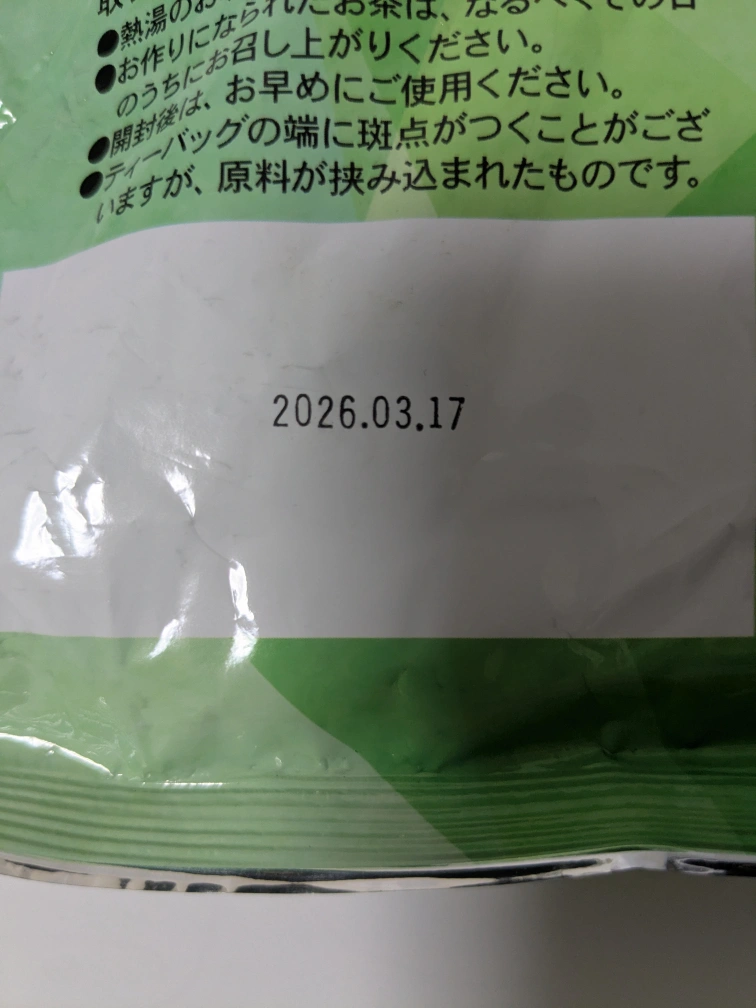 ●熱湯のお
お作りになられたお茶は、なるべくその日
●のうちにお召し上がりください。
●開封後は、お早めにご使用ください。
●ティーバッグの端に斑点がつくことがござ
いますが、原料が挟み込まれたものです。
2026.03.17